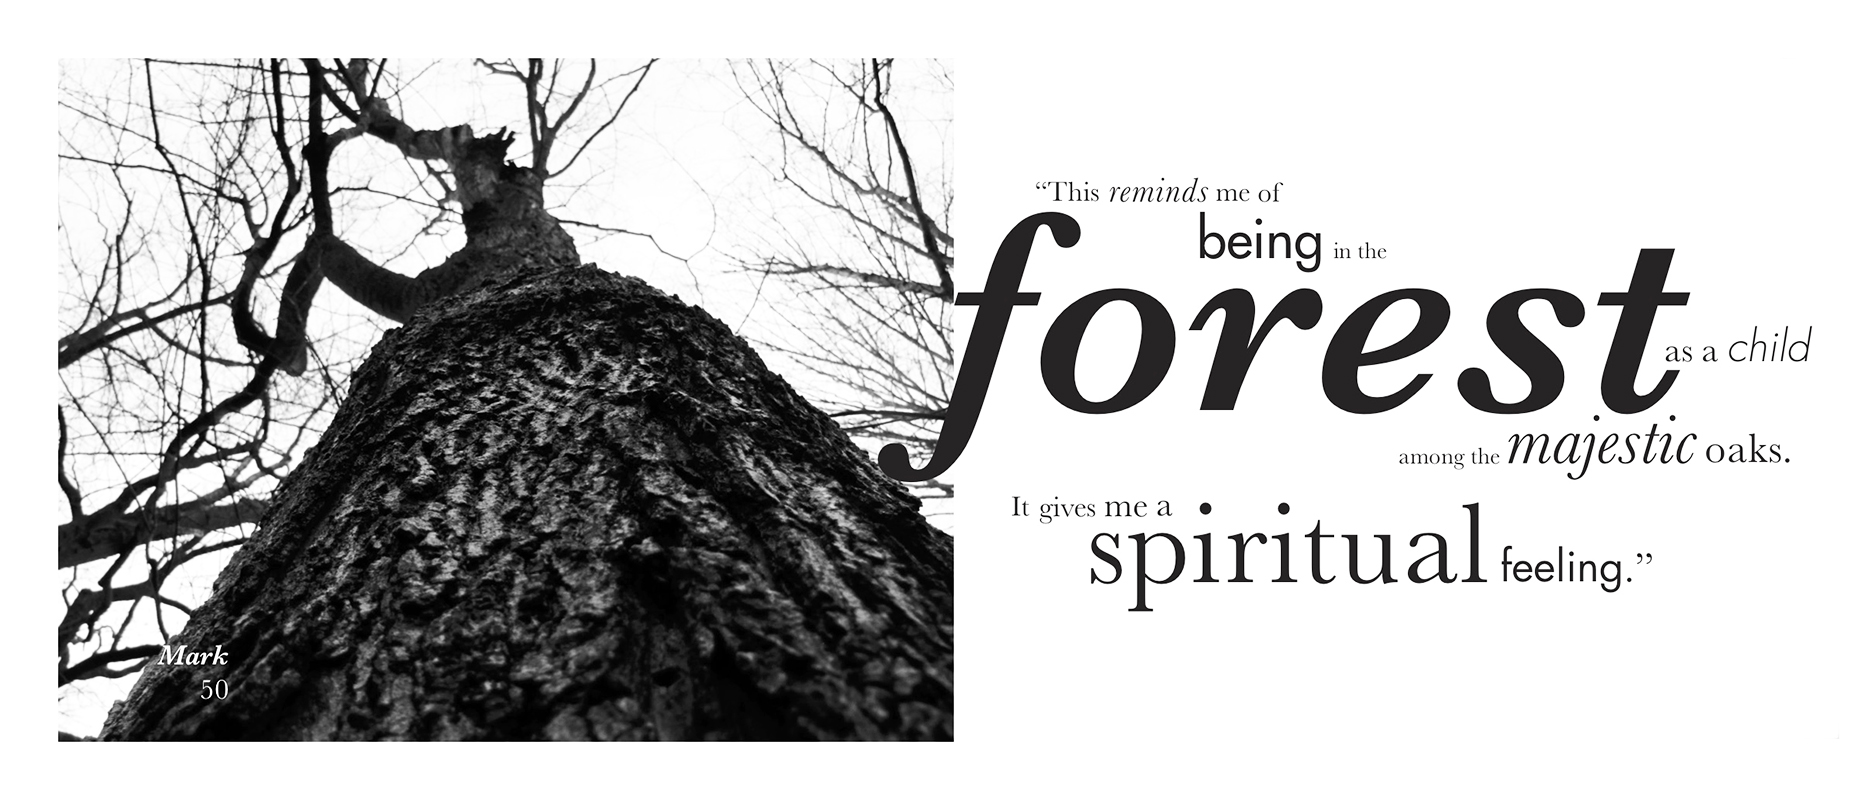 Mark
50
“This reminds me of
being in the
forest
as a child
among the majestic oaks.
It gives me a
spiritual feeling.”